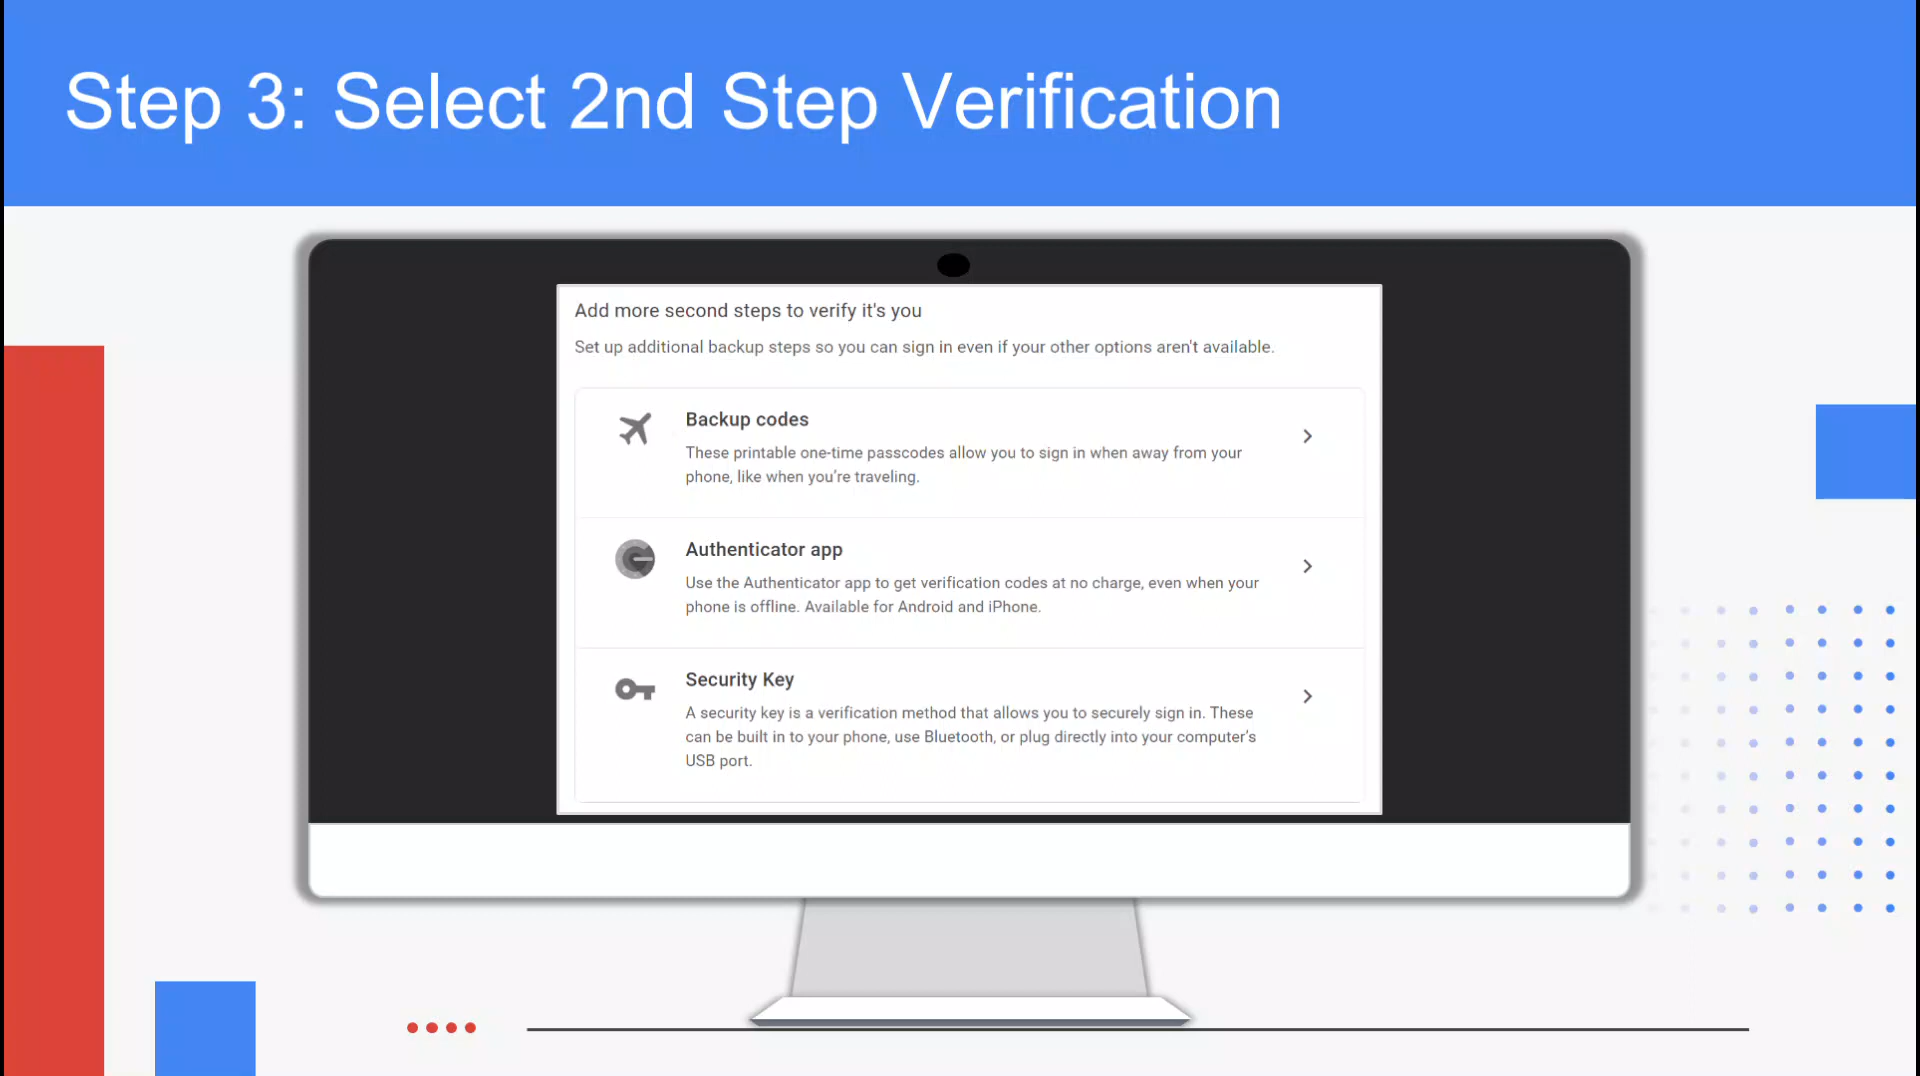 Step 3: Select 2nd Step Verification
Add more second steps to verify it's you
Set up additional backup steps so you can sign in even if your other options aren't available.
Backup codes
These printable one-time passcodes allow you to sign in when away from your
phone, like when you’re traveling.
Authenticator app
Use the Authenticator app to get verification codes at no charge, even when your
phone is offline. Available for Android and iPhone.
Security Key
A security key is a verification method that allows you to securely sign in. These
can be built in to your phone, use Bluetooth, or plug directly into your computer’s
USB port.